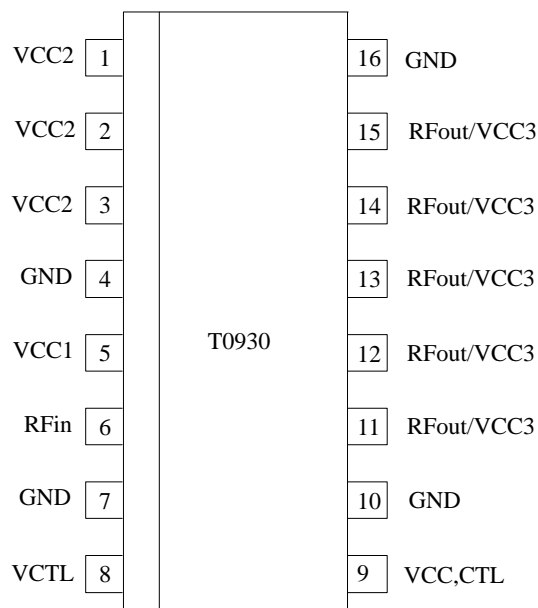 VCC2 1 16 GND
VCC2 2 15 RFout/VCC3
VCC2 3 14 RFout/VCC3
GND 4 13 RFout/VCC3
VCC1 5 T0930 12 RFout/VCC3
RFin 6 11 RFout/VCC3
GND 7 10 GND
VCTL 8 9 VCC,CTL